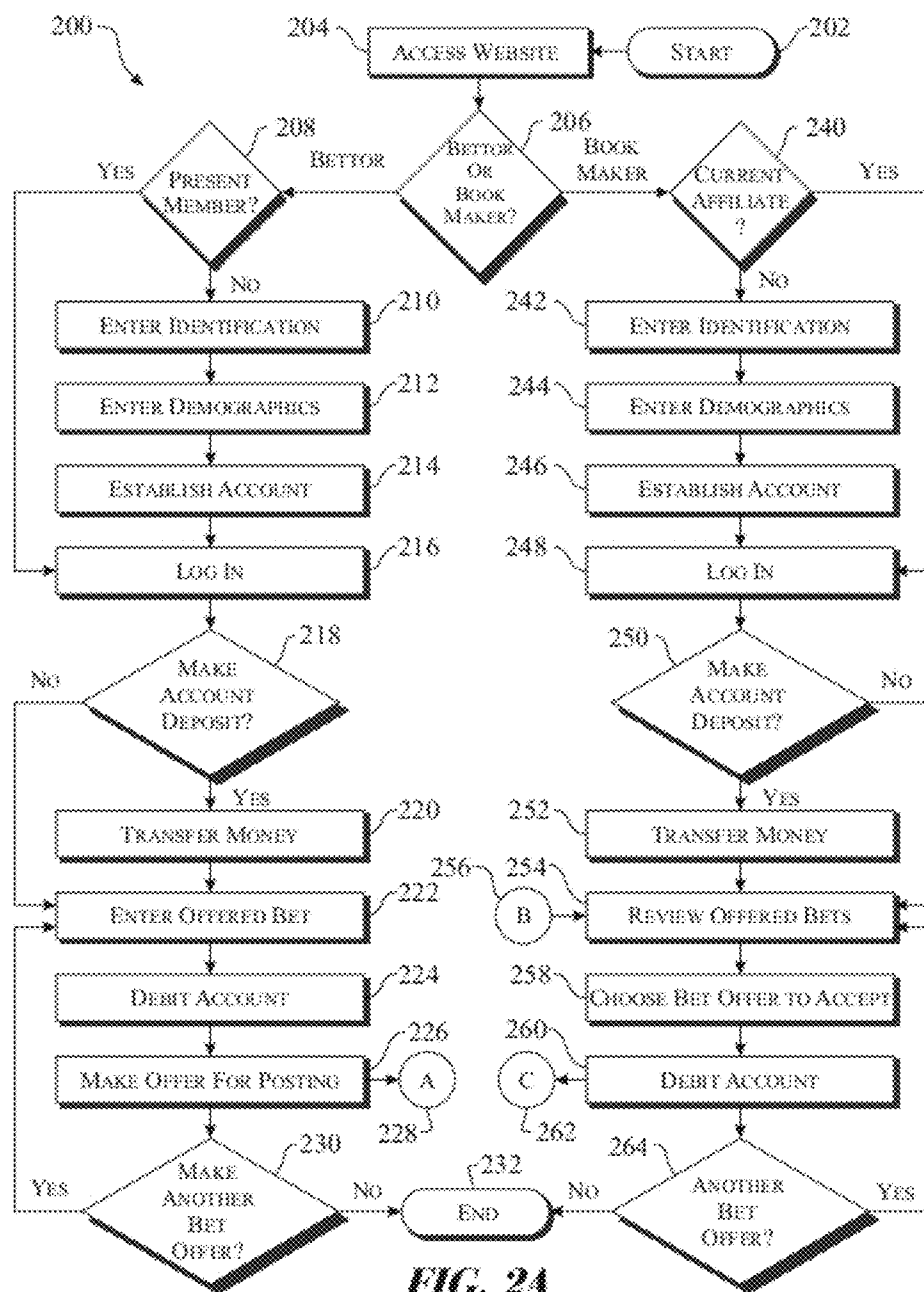 200
204
ACCESS WEBSITE
START
202
208
206
240
YES
PRESENT
MEMBER?
BETTOR
BETTOR
OR
BOOK
MAKER?
BOOK
MAKER
CURRENT
AFFILIATE
?
YES
NO
NO
ENTER IDENTIFICATION
210
242
ENTER IDENTIFICATION
ENTER DEMOGRAPHICS
212
244
ENTER DEMOGRAPHICS
ESTABLISH ACCOUNT
214
246
ESTABLISH ACCOUNT
LOG IN
216
248
LOG IN
218
250
NO
MAKE
ACCOUNT
DEPOSIT?
MAKE
ACCOUNT
DEPOSIT?
NO
YES
YES
TRANSFER MONEY
220
252
TRANSFER MONEY
ENTER OFFERED BET
222
256
B
254
REVIEW OFFERED BETS
DEBIT ACCOUNT
224
258
CHOOSE BET OFFER TO ACCEPT
MAKE OFFER FOR POSTING
226
A
228
C
262
260
DEBIT ACCOUNT
230
232
264
YES
MAKE
ANOTHER
BET
OFFER?
NO
END
NO
ANOTHER
BET
OFFER?
YES
FIG. 2A